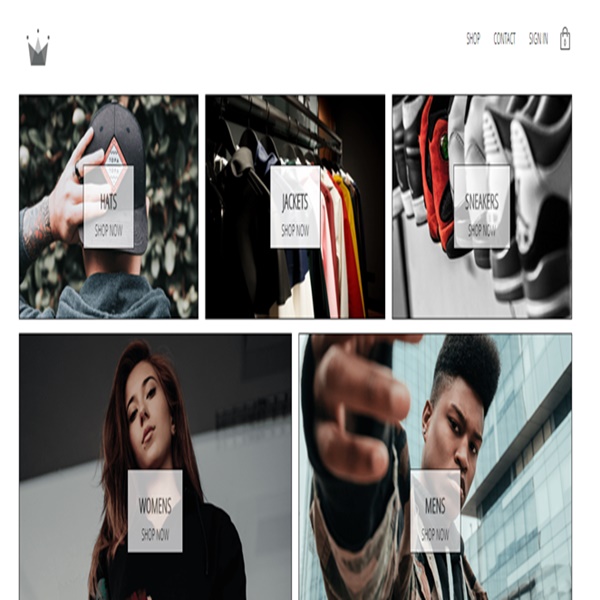 SHOP CONTACT SIGN IN
0
HATS
SHOP NOW
JACKETS
SHOP NOW
SNEAKERS
SHOP NOW
WOMENS
SHOP NOW
MENS
SHOP NOW